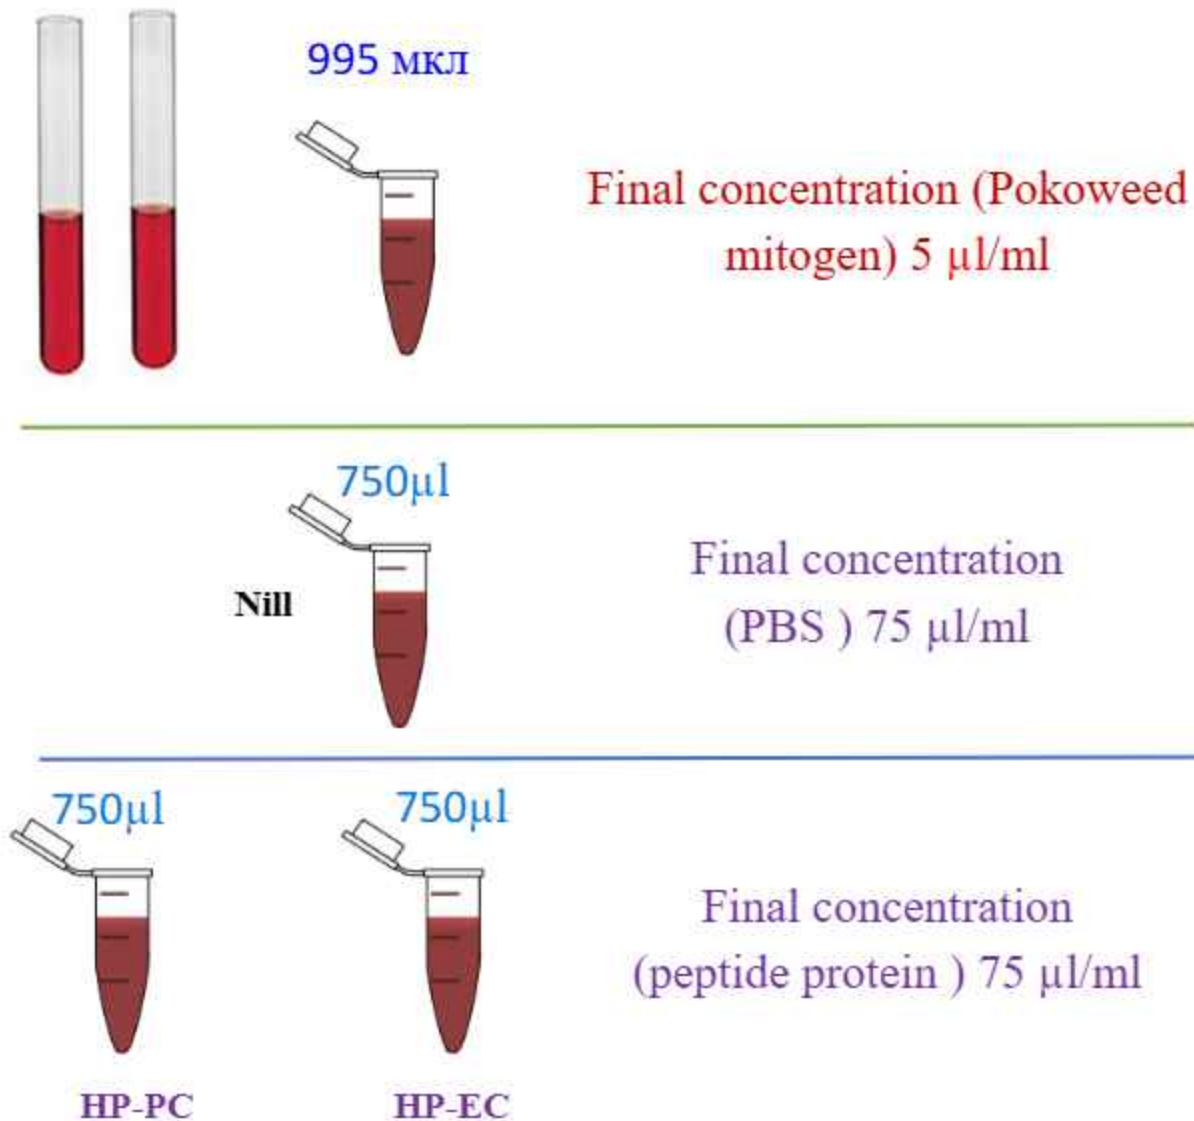 995 мкл
Final concentration (Pokoweed
mitogen) 5 µl/ml
750µl
Nill
Final concentration
(PBS ) 75 µl/ml
750µl
750µl
Final concentration
(peptide protein ) 75 µl/ml
HP-PC
HP-EC